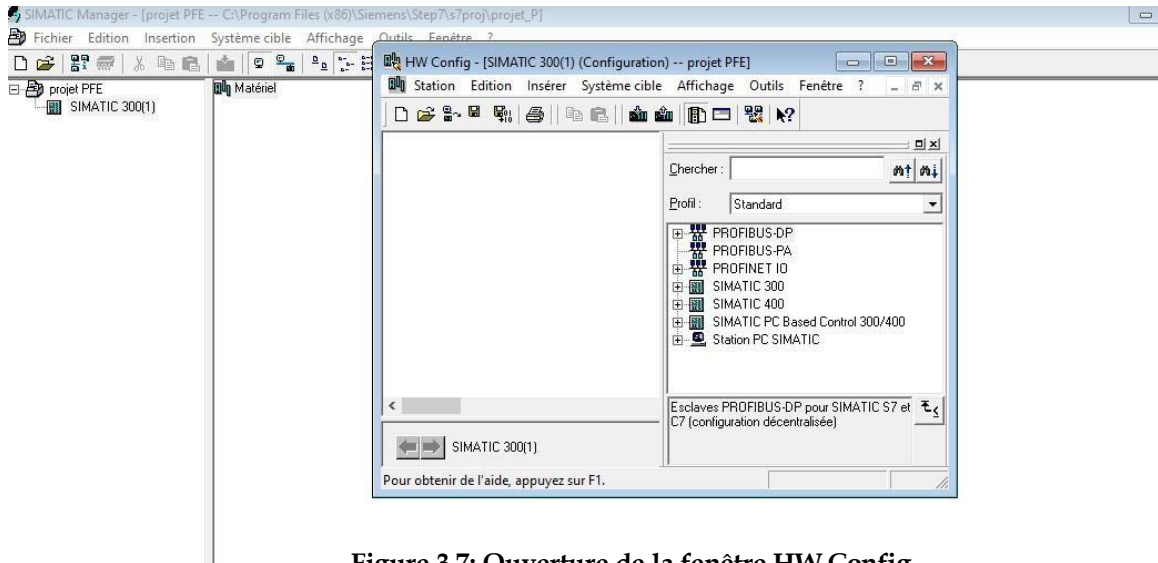 SIMATIC Manager - [projet PFE -- C:\Program Files (x86)\Siemens\Step7\s7proj\projet_P]
Fichier Edition Insertion Système cible Affichage Outils Fenêtre ?
projet PFE
SIMATIC 300(1)
Matériel
HW Config - [SIMATIC 300(1) (Configuration) -- projet PFE]
Station Edition Insérer Système cible Affichage Outils Fenêtre ?
Chercher :
Profil : Standard
PROFIBUS-DP
PROFIBUS-PA
PROFINET IO
SIMATIC 300
SIMATIC 400
SIMATIC PC Based Control 300/400
Station PC SIMATIC
Esclaves PROFIBUS-DP pour SIMATIC S7 et
C7 (configuration décentralisée)
SIMATIC 300(1)
Pour obtenir de l'aide, appuyez sur F1.
Figure 3.7: Ouverture de la fenêtre HW Config